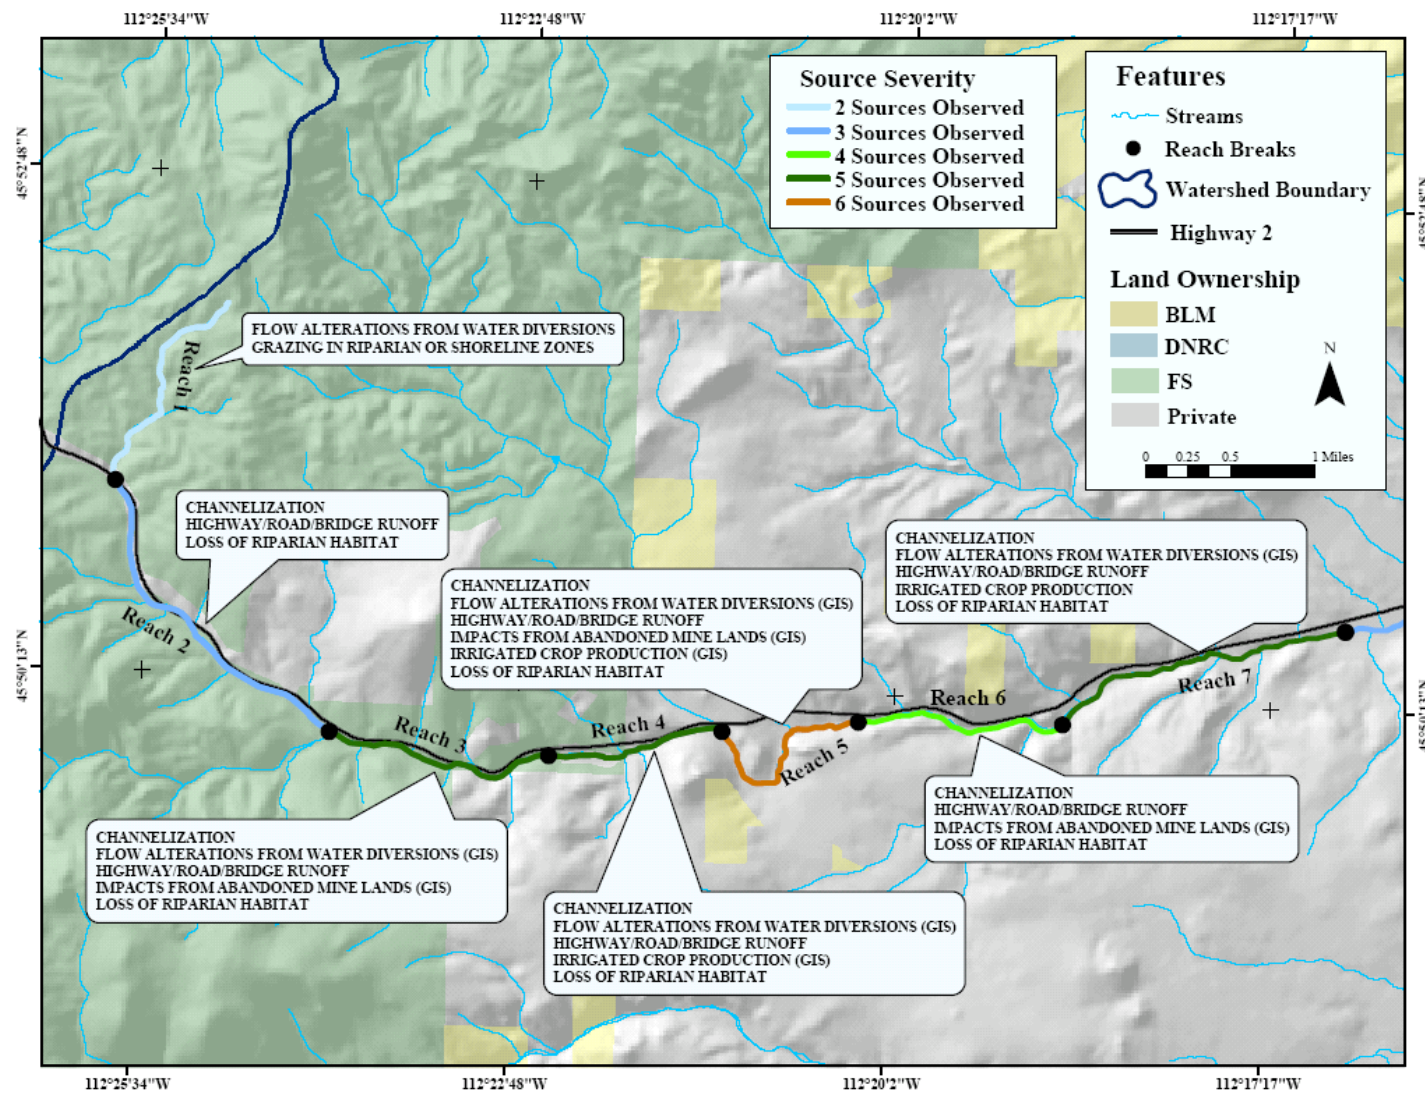 112°25'34"W
112°22'48"W
112°20'2"W
112°17'17"W
45°52'48"N
45°50'13"N
45°52'48"N
45°50'13"N
Source Severity
2 Sources Observed
3 Sources Observed
4 Sources Observed
5 Sources Observed
6 Sources Observed
Features
Streams
Reach Breaks
Watershed Boundary
Highway 2
Land Ownership
BLM
DNRC
FS
Private
N
0 0.25 0.5 1 Miles
FLOW ALTERATIONS FROM WATER DIVERSIONS
GRAZING IN RIPARIAN OR SHORELINE ZONES
Reach 1
CHANNELIZATION
HIGHWAY/ROAD/BRIDGE RUNOFF
LOSS OF RIPARIAN HABITAT
Reach 2
CHANNELIZATION
FLOW ALTERATIONS FROM WATER DIVERSIONS (GIS)
HIGHWAY/ROAD/BRIDGE RUNOFF
IMPACTS FROM ABANDONED MINE LANDS (GIS)
IRRIGATED CROP PRODUCTION (GIS)
LOSS OF RIPARIAN HABITAT
CHANNELIZATION
FLOW ALTERATIONS FROM WATER DIVERSIONS (GIS)
HIGHWAY/ROAD/BRIDGE RUNOFF
IRRIGATED CROP PRODUCTION
LOSS OF RIPARIAN HABITAT
Reach 3
Reach 4
Reach 5
Reach 6
Reach 7
CHANNELIZATION
HIGHWAY/ROAD/BRIDGE RUNOFF
IMPACTS FROM ABANDONED MINE LANDS (GIS)
LOSS OF RIPARIAN HABITAT
CHANNELIZATION
FLOW ALTERATIONS FROM WATER DIVERSIONS (GIS)
HIGHWAY/ROAD/BRIDGE RUNOFF
IMPACTS FROM ABANDONED MINE LANDS (GIS)
LOSS OF RIPARIAN HABITAT
CHANNELIZATION
FLOW ALTERATIONS FROM WATER DIVERSIONS (GIS)
HIGHWAY/ROAD/BRIDGE RUNOFF
IRRIGATED CROP PRODUCTION (GIS)
LOSS OF RIPARIAN HABITAT
112°25'34"W
112°22'48"W
112°20'2"W
112°17'17"W